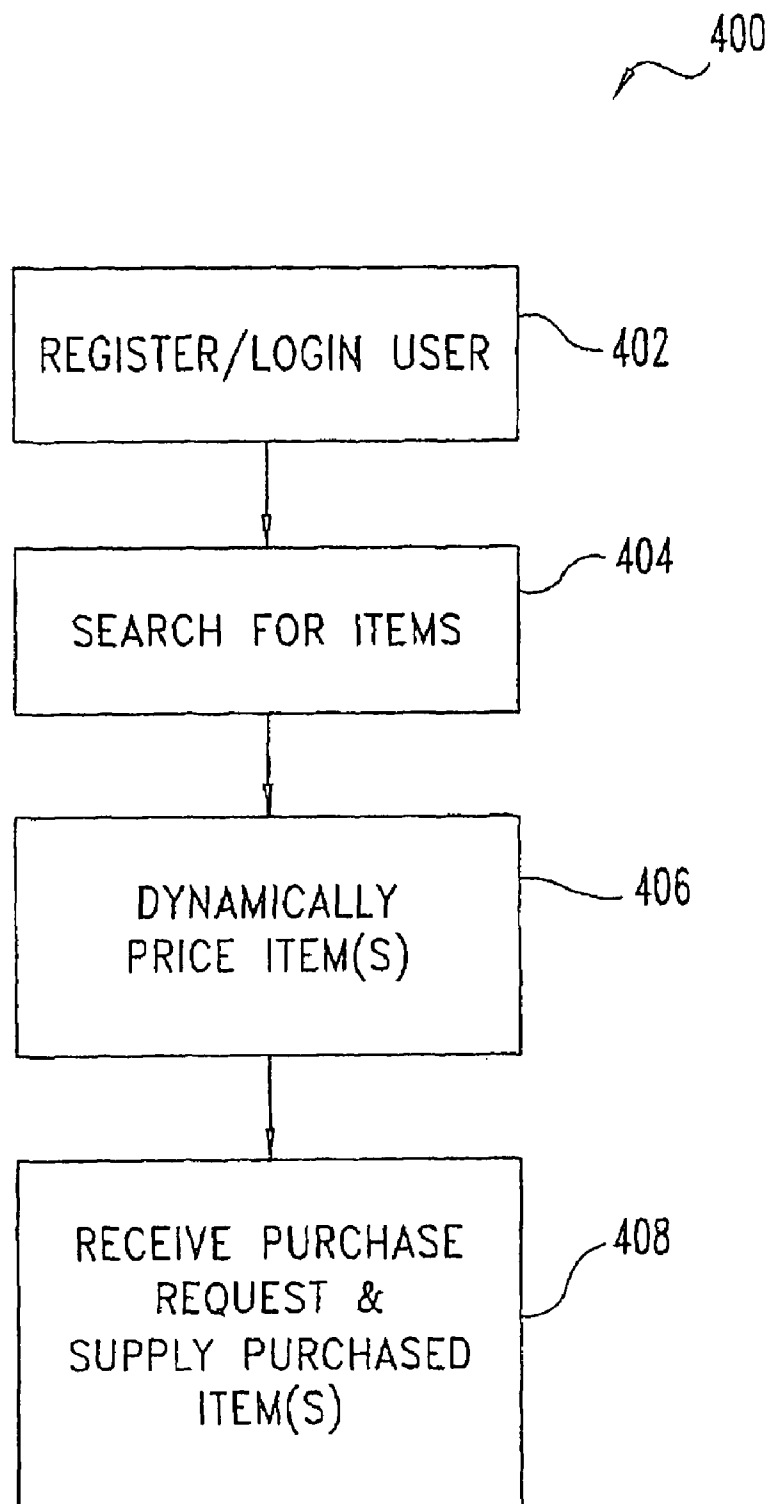 400
REGISTER/LOGIN USER
402
SEARCH FOR ITEMS
404
DYNAMICALLY
PRICE ITEM(S)
406
RECEIVE PURCHASE
REQUEST &
SUPPLY PURCHASED
ITEM(S)
408